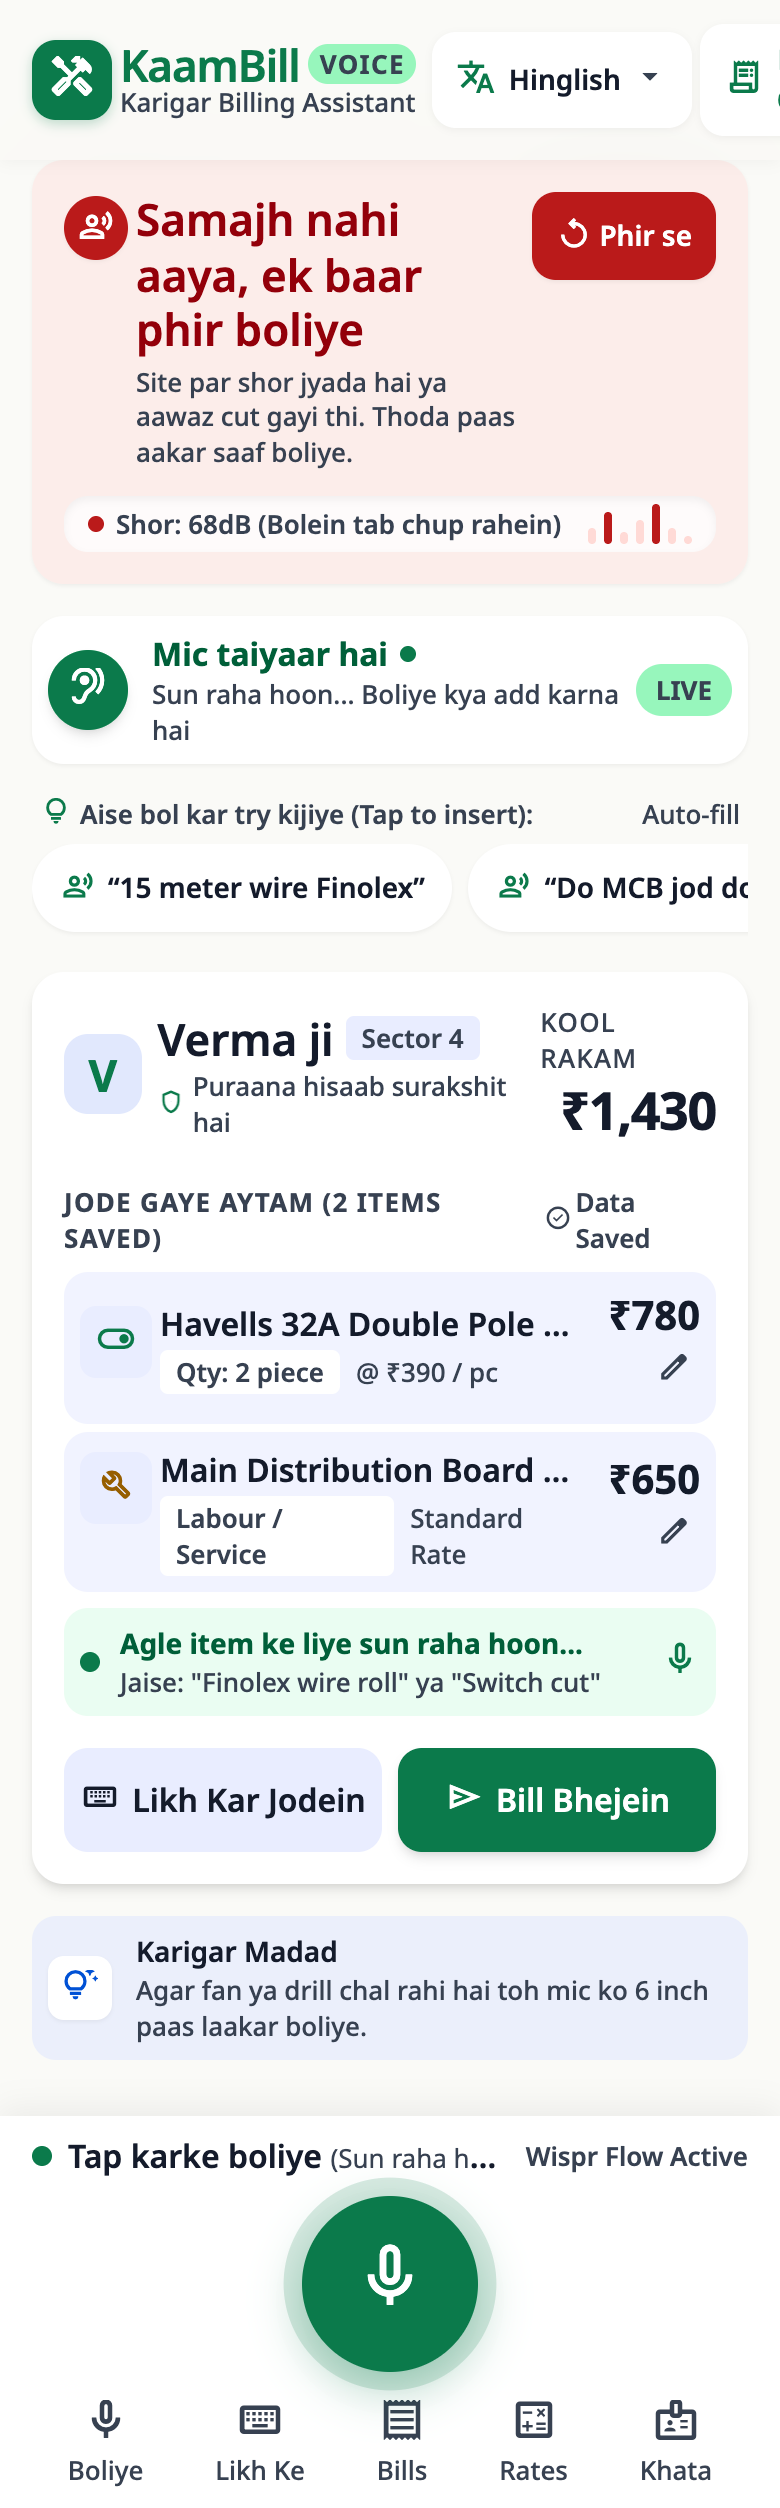 KaamBill VOICE
Karigar Billing Assistant
Hinglish
Samajh nahi
aaya, ek baar
phir boliye
Phir se
Site par shor jyada hai ya
aawaz cut gayi thi. Thoda paas
aakar saaf boliye.
Shor: 68dB (Bolein tab chup rahein)
Mic taiyaar hai
Sun raha hoon... Boliye kya add karna
hai
LIVE
Aise bol kar try kijiye (Tap to insert): Auto-fill
“15 meter wire Finolex” “Do MCB jod
V
Verma ji Sector 4
Puraana hisaab surakshit
hai
KOOL
RAKAM
₹1,430
JODE GAYE AYTAM (2 ITEMS
SAVED)
Data
Saved
Havells 32A Double Pole ... ₹780
Qty: 2 piece @ ₹390 / pc
Main Distribution Board ... ₹650
Labour /
Service
Standard
Rate
Agle item ke liye sun raha hoon...
Jaise: "Finolex wire roll" ya "Switch cut"
Likh Kar Jodein Bill Bhejein
Karigar Madad
Agar fan ya drill chal rahi hai toh mic ko 6 inch
paas laakar boliye.
Tap karke boliye (Sun raha h... Wispr Flow Active
Boliye Likh Ke Bills Rates Khata